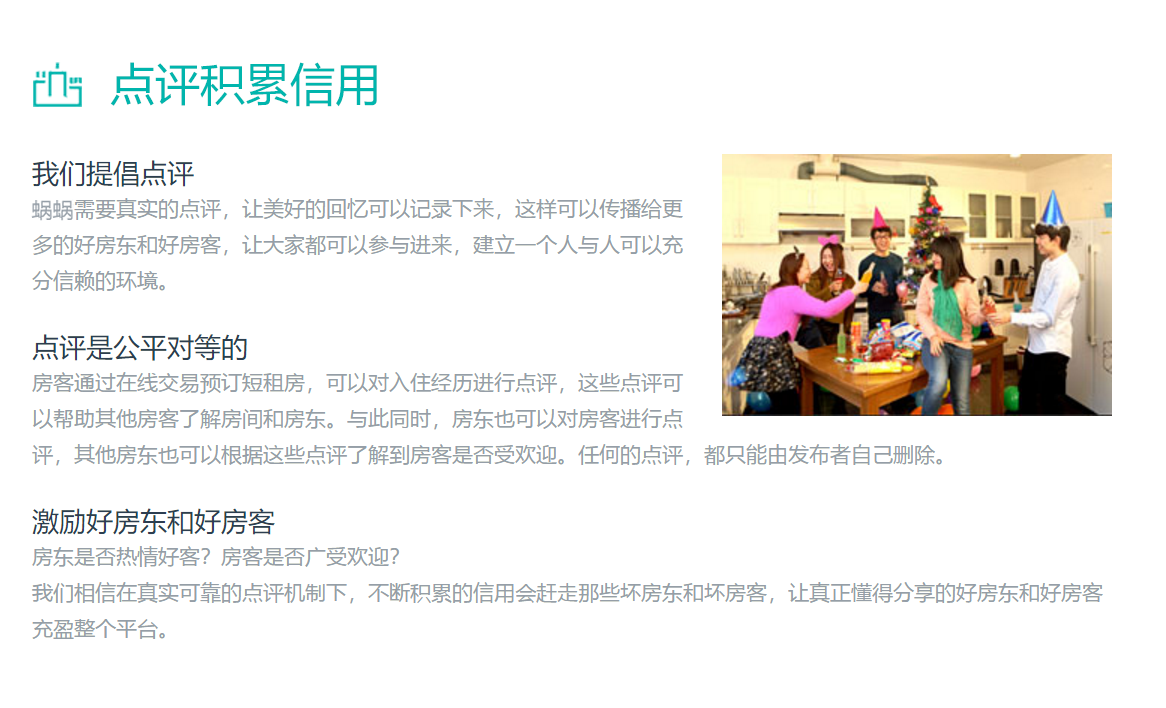 点评积累信用
我们提倡点评
蜗蜗需要真实的点评，让美好的回忆可以记录下来，这样可以传播给更
多的好房东和好房客，让大家都可以参与进来，建立一个人与人可以充
分信赖的环境。
点评是公平对等的
房客通过在线交易预订短租房，可以对入住经历进行点评，这些点评可
以帮助其他房客了解房间和房东。与此同时，房东也可以对房客进行点
评，其他房东也可以根据这些点评了解到房客是否受欢迎。任何的点评，都只能由发布者自己删除。
激励好房东和好房客
房东是否热情好客？房客是否广受欢迎？
我们相信在真实可靠的点评机制下，不断积累的信用会赶走那些坏房东和坏房客，让真正懂得分享的好房东和好房客
充盈整个平台。